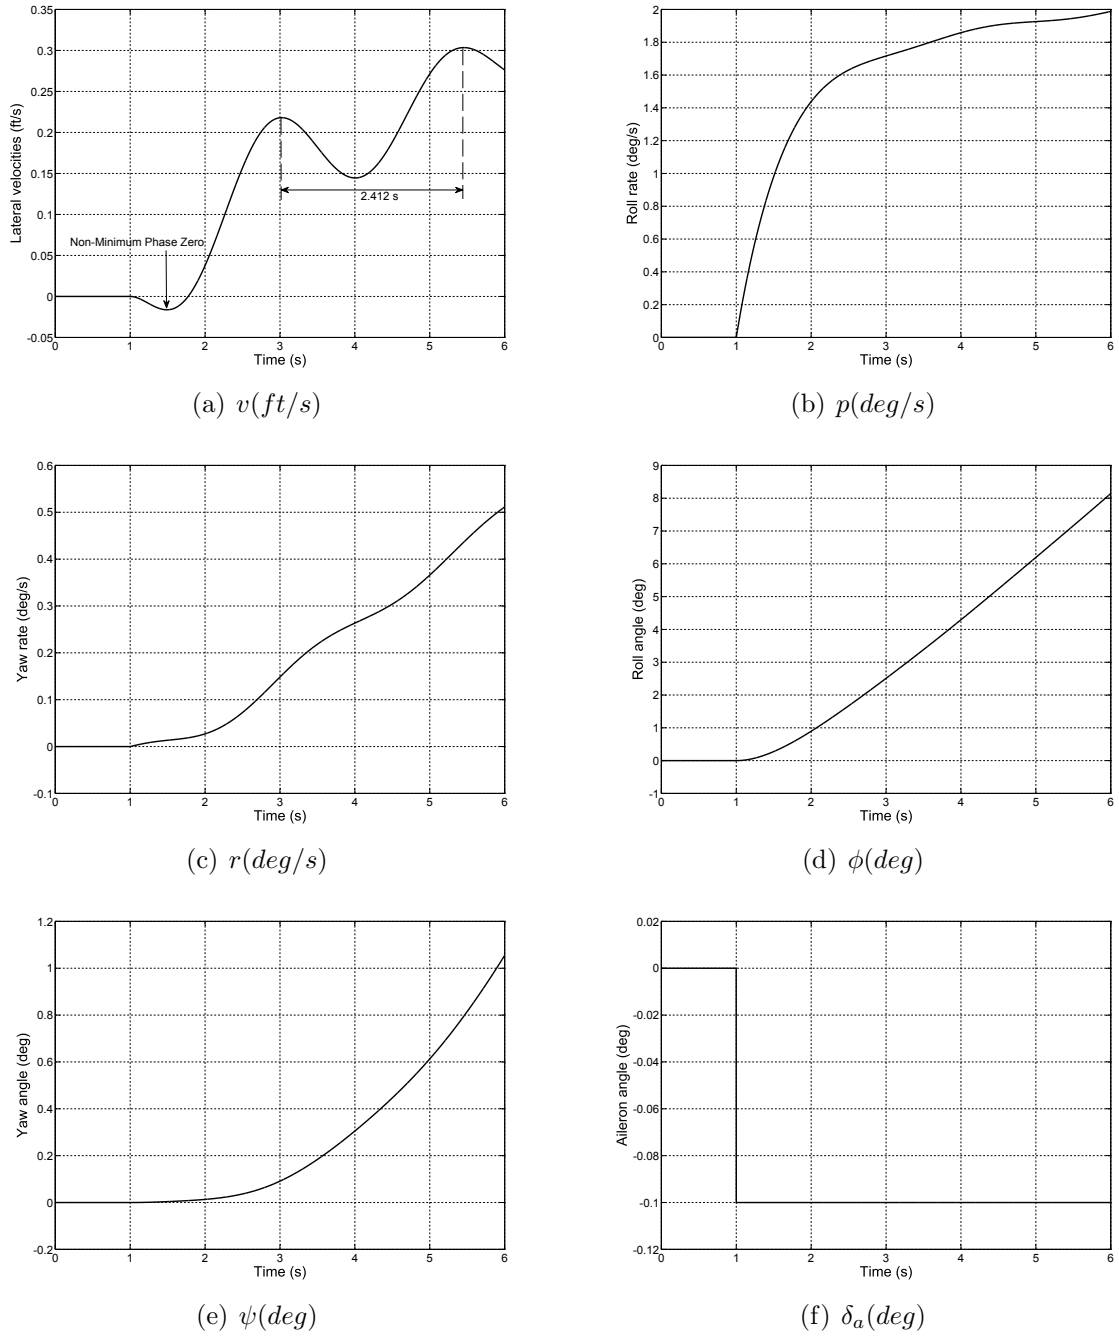 0.35
0.3
0.25
0.2
0.15
0.1
0.05
0
-0.05
Lateral velocities (ft/s)
Non-Minimum Phase Zero
2.412 s
0 1 2 3 4 5 6
Time (s)
(a) v(ft/s)
2
1.8
1.6
1.4
1.2
1
0.8
0.6
0.4
0.2
0
Roll rate (deg/s)
0 1 2 3 4 5 6
Time (s)
(b) p(deg/s)
0.6
0.5
0.4
0.3
0.2
0.1
0
-0.1
Yaw rate (deg/s)
0 1 2 3 4 5 6
Time (s)
(c) r(deg/s)
9
8
7
6
5
4
3
2
1
0
-1
Roll angle (deg)
0 1 2 3 4 5 6
Time (s)
(d) ϕ(deg)
1.2
1
0.8
0.6
0.4
0.2
0
-0.2
Yaw angle (deg)
0 1 2 3 4 5 6
Time (s)
(e) ψ(deg)
0.02
0
-0.02
-0.04
-0.06
-0.08
-0.1
-0.12
Aileron angle (deg)
0 1 2 3 4 5 6
Time (s)
(f) δₐ(deg)